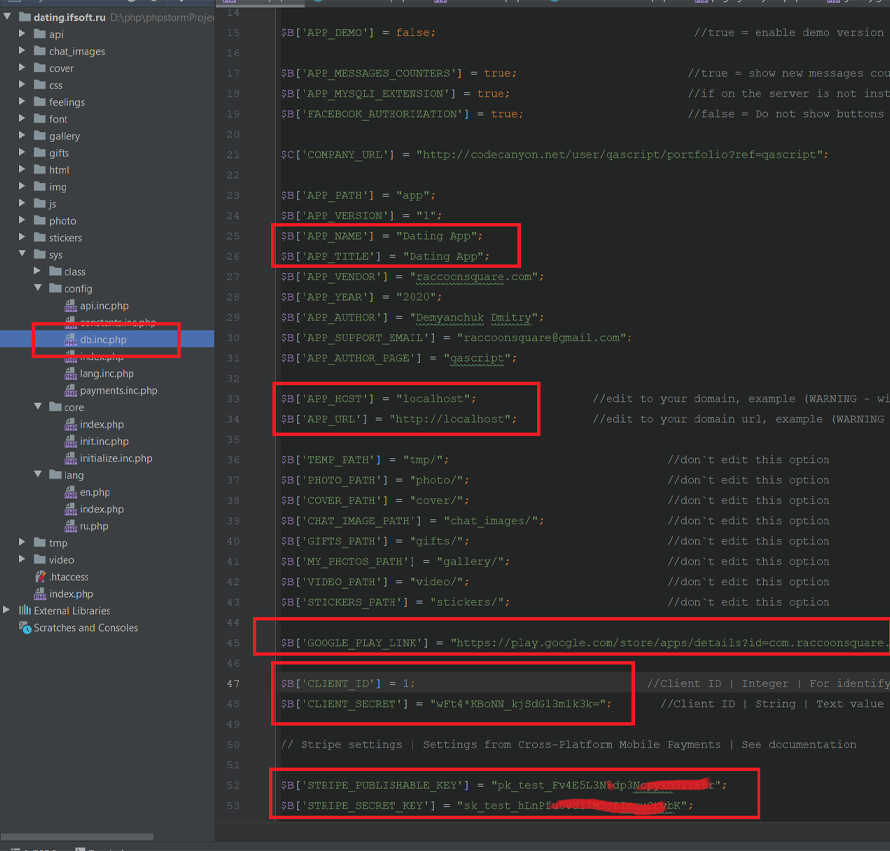 dating.ifsoft.ru D:\php\phpstormProje
api
chat_images
cover
css
feelings
font
gallery
gifts
html
img
js
photo
stickers
sys
class
config
api.inc.php
constants.inc.php
db.inc.php
index.php
lang.inc.php
payments.inc.php
core
index.php
init.inc.php
initialize.inc.php
lang
en.php
index.php
ru.php
tmp
video
.htaccess
index.php
External Libraries
Scratches and Consoles
14
15 $B['APP_DEMO'] = false; //true = enable demo version
16
17 $B['APP_MESSAGES_COUNTERS'] = true; //true = show new messages cou
18 $B['APP_MYSQLI_EXTENSION'] = true; //if on the server is not inst
19 $B['FACEBOOK_AUTHORIZATION'] = true; //false = Do not show buttons
20
21 $C['COMPANY_URL'] = "http://codecanyon.net/user/qascript/portfolio?ref=qascript";
22
23 $B['APP_PATH'] = "app";
24 $B['APP_VERSION'] = "1";
25 $B['APP_NAME'] = "Dating App";
26 $B['APP_TITLE'] = "Dating App";
27 $B['APP_VENDOR'] = "raccoonsquare.com";
28 $B['APP_YEAR'] = "2020";
29 $B['APP_AUTHOR'] = "Demyanchuk Dmitry";
30 $B['APP_SUPPORT_EMAIL'] = "raccoonsquare@gmail.com";
31 $B['APP_AUTHOR_PAGE'] = "qascript";
32
33 $B['APP_HOST'] = "localhost"; //edit to your domain, example (WARNING - wi
34 $B['APP_URL'] = "http://localhost"; //edit to your domain url, example (WARNING
35
36 $B['TEMP_PATH'] = "tmp/"; //don`t edit this option
37 $B['PHOTO_PATH'] = "photo/"; //don`t edit this option
38 $B['COVER_PATH'] = "cover/"; //don`t edit this option
39 $B['CHAT_IMAGE_PATH'] = "chat_images/"; //don`t edit this option
40 $B['GIFTS_PATH'] = "gifts/"; //don`t edit this option
41 $B['MY_PHOTOS_PATH'] = "gallery/"; //don`t edit this option
42 $B['VIDEO_PATH'] = "video/"; //don`t edit this option
43 $B['STICKERS_PATH'] = "stickers/"; //don`t edit this option
44
45 $B['GOOGLE_PLAY_LINK'] = "https://play.google.com/store/apps/details?id=com.raccoonsquare.
46
47 $B['CLIENT_ID'] = 1; //Client ID | Integer | For identify
48 $B['CLIENT_SECRET'] = "wFt4*KBoNN_kjSdG13m1k3k="; //Client ID | String | Text value
49
50 // Stripe settings | Settings from Cross-Platform Mobile Payments | See documentation
51
52 $B['STRIPE_PUBLISHABLE_KEY'] =
53 $B['STRIPE_SECRET_KEY'] =